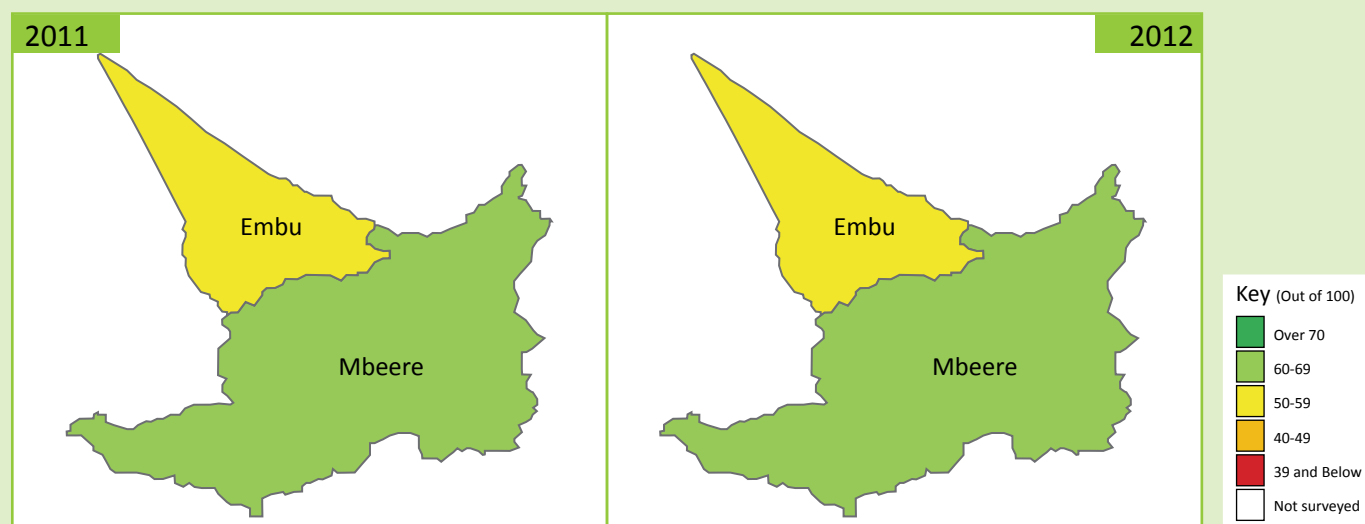 2011
2012
Embu
Embu
Mbeere
Mbeere
Key (Out of 100)
Over 70
60-69
50-59
40-49
39 and Below
Not surveyed